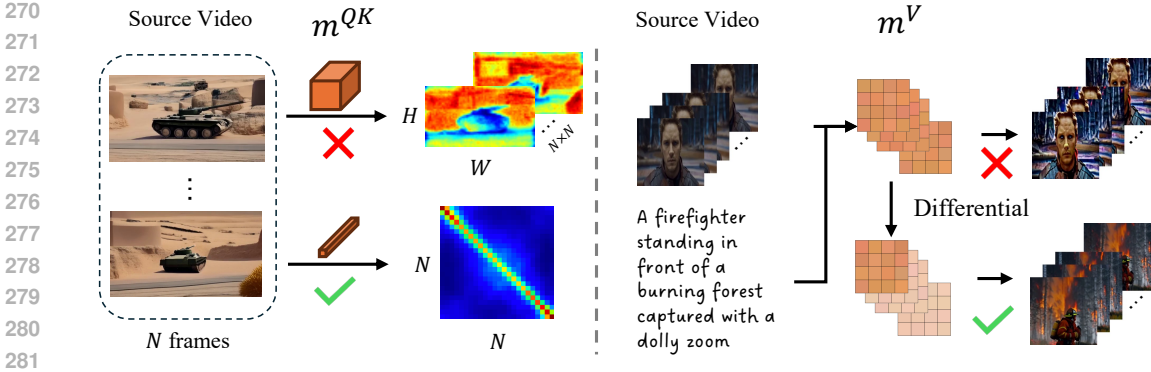 270
271
272
273
274
275
276
277
278
279
280
281
Source Video
m^{QK}
H
W
N×N
...
N
N
N frames
Source Video
m^V
...
Differential
A firefighter
standing in
front of a
burning forest
captured with a
dolly zoom